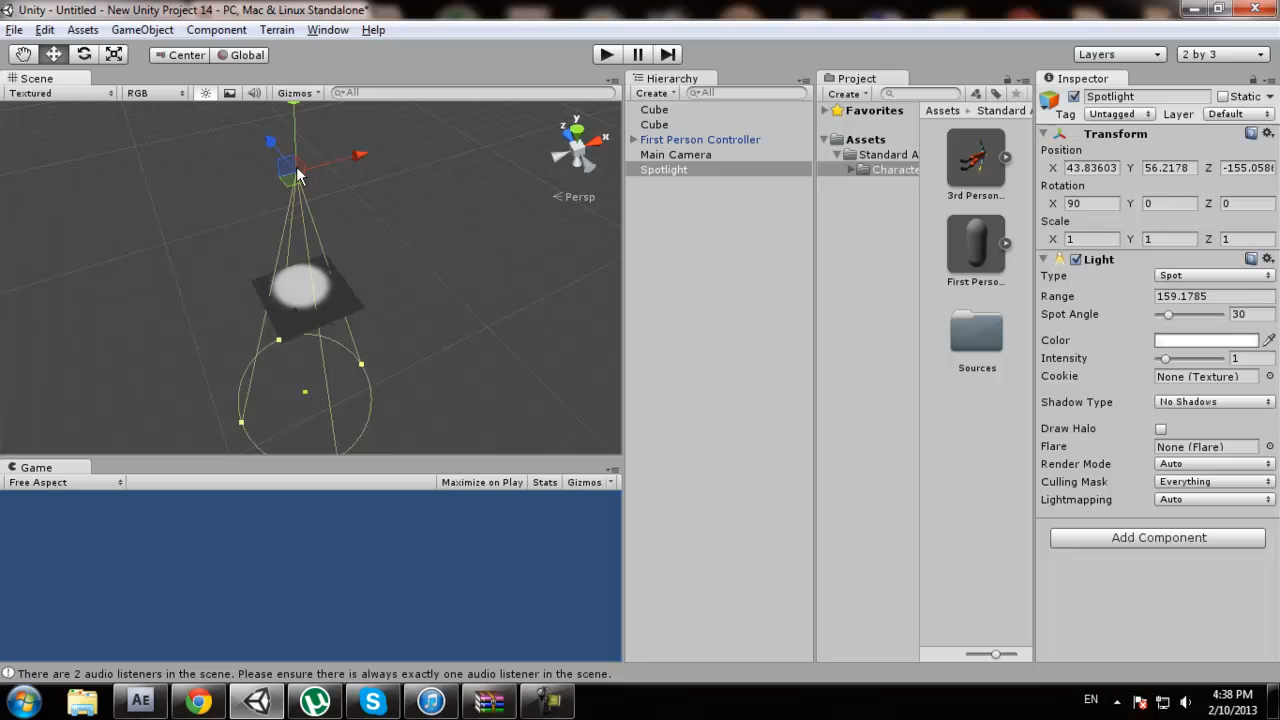 Unity - Untitled - New Unity Project 14 - PC, Mac & Linux Standalone*
File Edit Assets GameObject Component Terrain Window Help
Center Global Layers 2 by 3
Scene
Textured RGB Gizmos All
y
z
x
Persp
Game
Free Aspect Maximize on Play Stats Gizmos
Hierarchy
Create All
Cube
Cube
First Person Controller
Main Camera
Spotlight
Project
Create
Favorites
Assets
Standard A
Characte
Assets Standard A
3rd Person...
First Perso...
Sources
Inspector
Spotlight Static
Tag Untagged Layer Default
Transform
Position
X 43.83603 Y 56.2178 Z -155.0586
Rotation
X 90 Y 0 Z 0
Scale
X 1 Y 1 Z 1
Light
Type Spot
Range 159.1785
Spot Angle 30
Color
Intensity 1
Cookie None (Texture)
Shadow Type No Shadows
Draw Halo
Flare None (Flare)
Render Mode Auto
Culling Mask Everything
Lightmapping Auto
Add Component
There are 2 audio listeners in the scene. Please ensure there is always exactly one audio listener in the scene.
Ae
EN
4:38 PM
2/10/2013